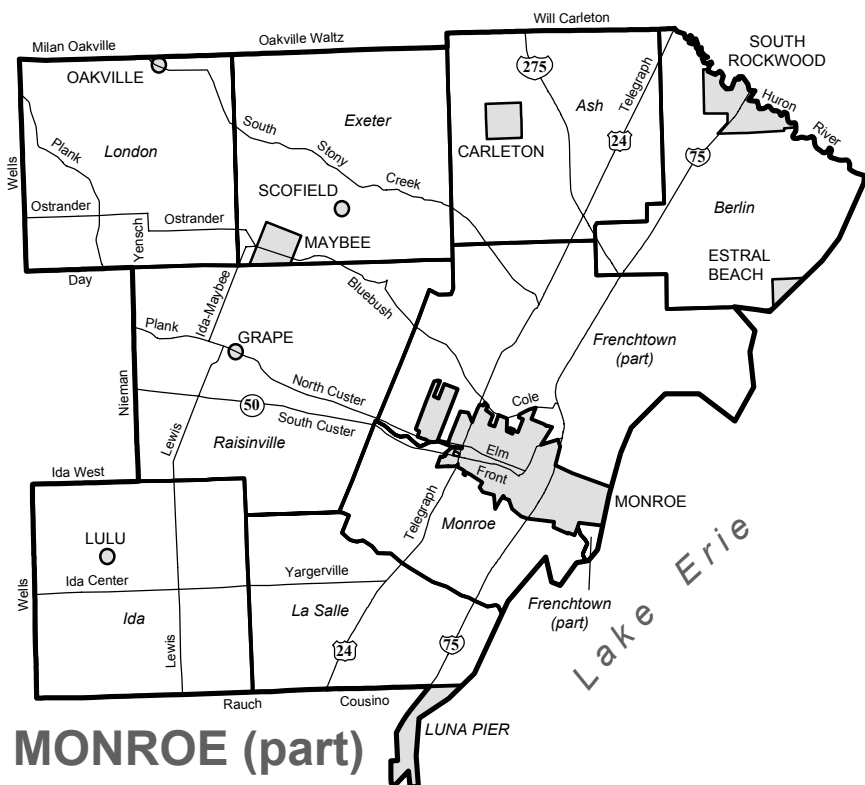 Will Carleton
Milan Oakville
Oakville Waltz
OAKVILLE
275
Telegraph
SOUTH
ROCKWOOD
Ash
24
Huron
River
Exeter
South
Stony
Creek
CARLETON
75
Plank
London
Wells
SCOFIELD
Ostrander
Ostrander
Yensch
MAYBEE
Berlin
ESTRAL
BEACH
Day
Ida-Maybee
Bluebush
Plank
GRAPE
Frenchtown
(part)
Nieman
North Custer
Cole
50
South Custer
Lewis
Raisinville
Elm
Front
Ida West
MONROE
Telegraph
Monroe
LULU
Lake Erie
Wells
Ida Center
Yargerville
Ida
La Salle
Frenchtown
(part)
Lewis
24
75
Rauch
Cousino
LUNA PIER
MONROE (part)